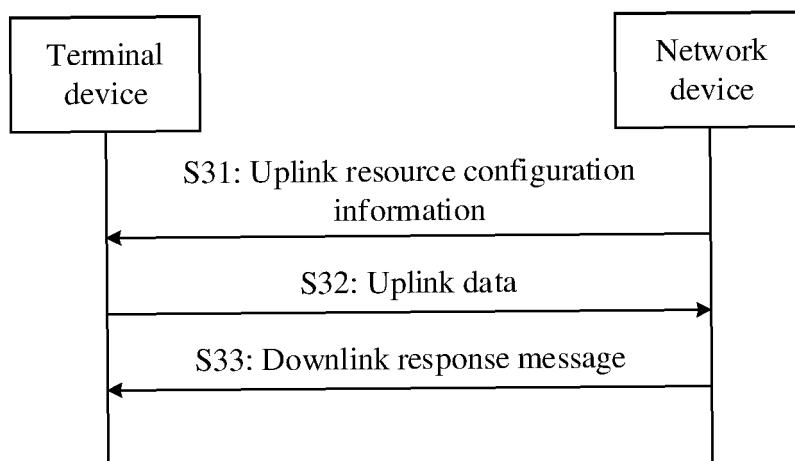 Terminal
device
Network
device
S31: Uplink resource configuration
information
S32: Uplink data
S33: Downlink response message